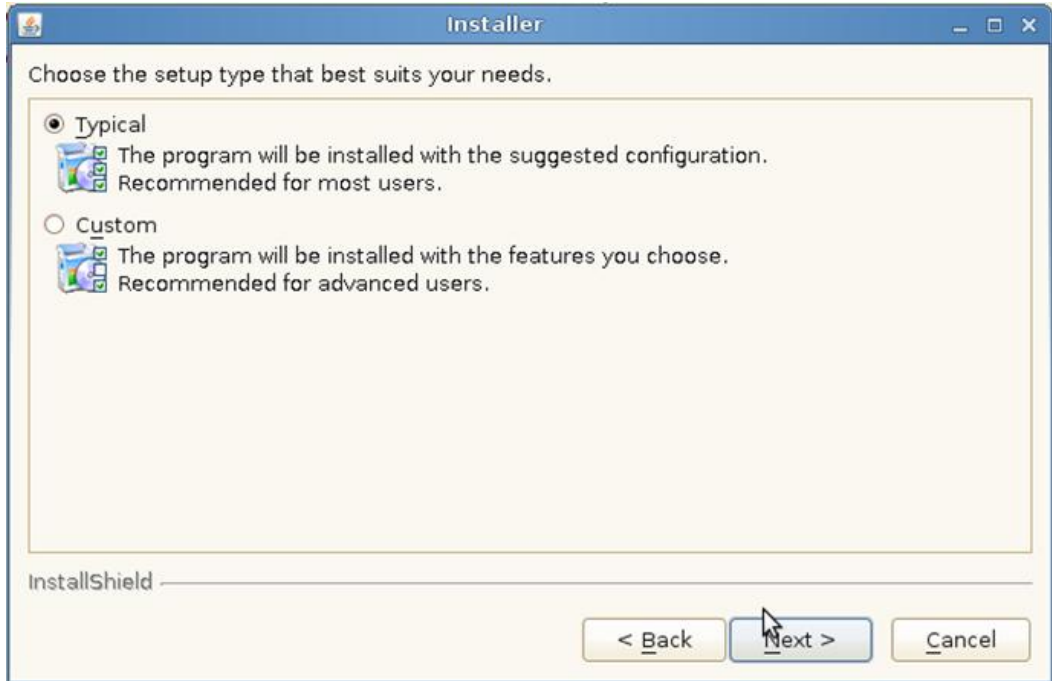 Installer
Choose the setup type that best suits your needs.
Typical
The program will be installed with the suggested configuration.
Recommended for most users.
Custom
The program will be installed with the features you choose.
Recommended for advanced users.
InstallShield
< Back
Next >
Cancel